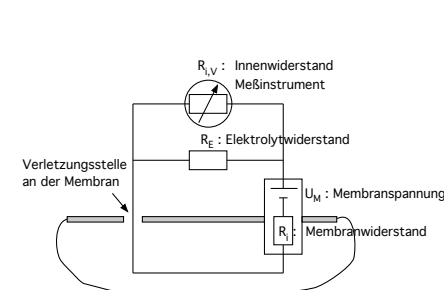 R_i,V : Innenwiderstand
Meßinstrument
R_E : Elektrolytwiderstand
Verletzungsstelle
an der Membran
U_M : Membranspannung
R_i : Membranwiderstand